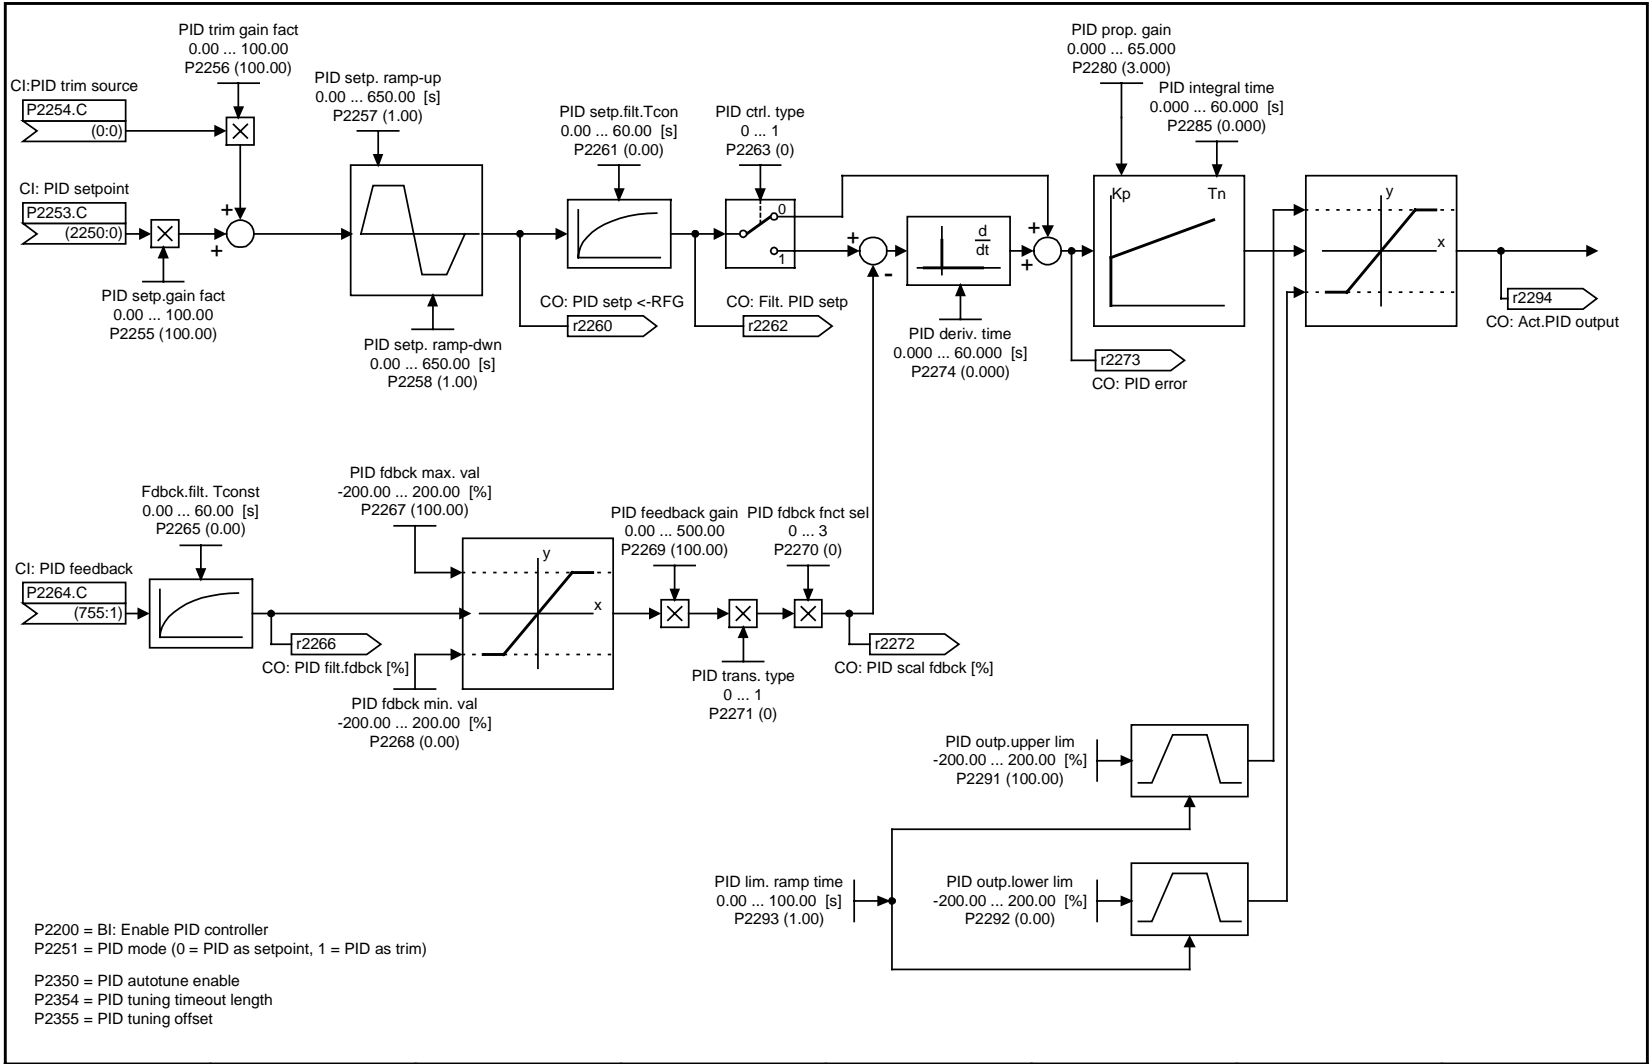 PID trim gain fact
0.00 ... 100.00
P2256 (100.00)
CI:PID trim source
P2254.C
(0:0)
PID setp. ramp-up
0.00 ... 650.00 [s]
P2257 (1.00)
PID setp.filt.Tcon
0.00 ... 60.00 [s]
P2261 (0.00)
PID ctrl. type
0 ... 1
P2263 (0)
PID prop. gain
0.000 ... 65.000
P2280 (3.000)
PID integral time
0.000 ... 60.000 [s]
P2285 (0.000)
CI: PID setpoint
P2253.C
(2250:0)
+
+
0
1
+
-
d
dt
+
+
Kp
Tn
y
x
PID setp.gain fact
0.00 ... 100.00
P2255 (100.00)
PID setp. ramp-dwn
0.00 ... 650.00 [s]
P2258 (1.00)
CO: PID setp <-RFG
r2260
CO: Filt. PID setp
r2262
PID deriv. time
0.000 ... 60.000 [s]
P2274 (0.000)
r2273
CO: PID error
r2294
CO: Act.PID output
Fdbck.filt. Tconst
0.00 ... 60.00 [s]
P2265 (0.00)
PID fdbck max. val
-200.00 ... 200.00 [%]
P2267 (100.00)
PID feedback gain
0.00 ... 500.00
P2269 (100.00)
PID fdbck fnct sel
0 ... 3
P2270 (0)
CI: PID feedback
P2264.C
(755:1)
y
x
r2266
CO: PID filt.fdbck [%]
PID fdbck min. val
-200.00 ... 200.00 [%]
P2268 (0.00)
PID trans. type
0 ... 1
P2271 (0)
r2272
CO: PID scal fdbck [%]
PID outp.upper lim
-200.00 ... 200.00 [%]
P2291 (100.00)
PID lim. ramp time
0.00 ... 100.00 [s]
P2293 (1.00)
PID outp.lower lim
-200.00 ... 200.00 [%]
P2292 (0.00)
P2200 = BI: Enable PID controller
P2251 = PID mode (0 = PID as setpoint, 1 = PID as trim)
P2350 = PID autotune enable
P2354 = PID tuning timeout length
P2355 = PID tuning offset